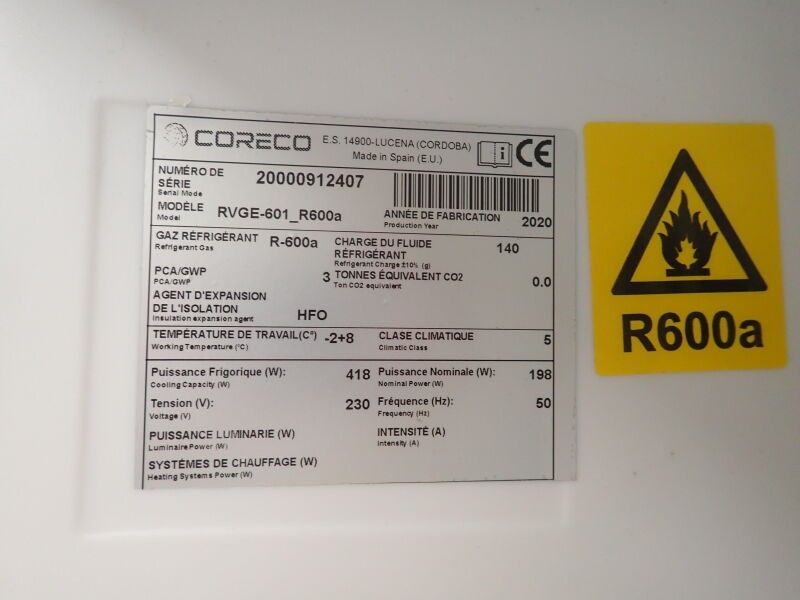 CORECO E.S. 14900-LUCENA (CORDOBA)
Made in Spain (E.U.)
i CE
NUMÉRO DE SÉRIE 20000912407
Serial Mode
MODÈLE RVGE-601_R600a ANNÉE DE FABRICATION 2020
Model Production Year
GAZ RÉFRIGÉRANT R-600a CHARGE DU FLUIDE RÉFRIGÉRANT 140
Refrigerant Gas Refrigerant Charge ±10% (g)
PCA/GWP 3 TONNES ÉQUIVALENT CO2 0.0
PCA/GWP Ton CO2 equivalent
AGENT D'EXPANSION
DE L'ISOLATION HFO
Insulation expansion agent
TEMPÉRATURE DE TRAVAIL(Cº) -2+8 CLASE CLIMATIQUE 5
Working Temperature (°C) Climatic Class
Puissance Frigorique (W): 418 Puissance Nominale (W): 198
Cooling Capacity (W) Nominal Power (W)
Tension (V): 230 Fréquence (Hz): 50
Voltage (V) Frequency (Hz)
PUISSANCE LUMINARIE (W) INTENSITÉ (A)
Luminaire Power (W) Intensity (A)
SYSTÈMES DE CHAUFFAGE (W)
Heating Systems Power (W)
R600a